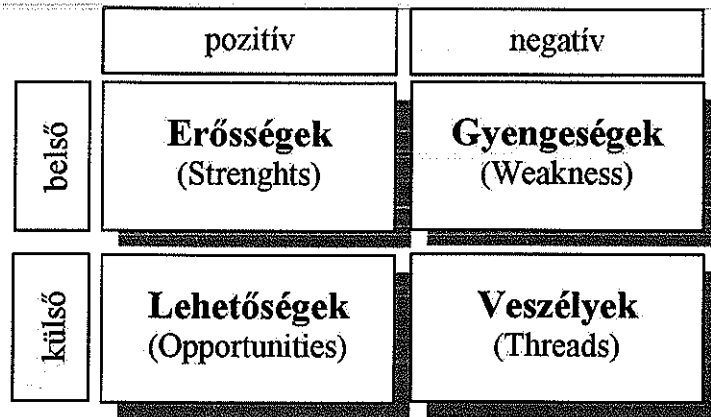 pozitív
negatív
belső
Erősségek
(Strenghts)
Gyengeségek
(Weakness)
külső
Lehetőségek
(Opportunities)
Veszélyek
(Threads)